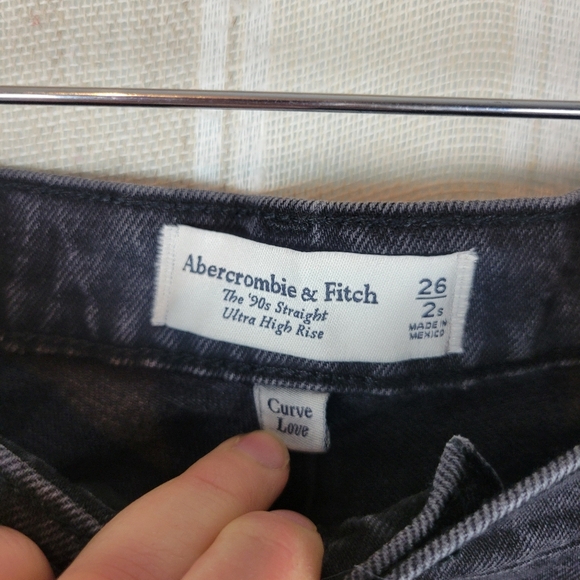 Abercrombie & Fitch
The '90s Straight
Ultra High Rise
26
2s
MADE IN
MEXICO
Curve
Love